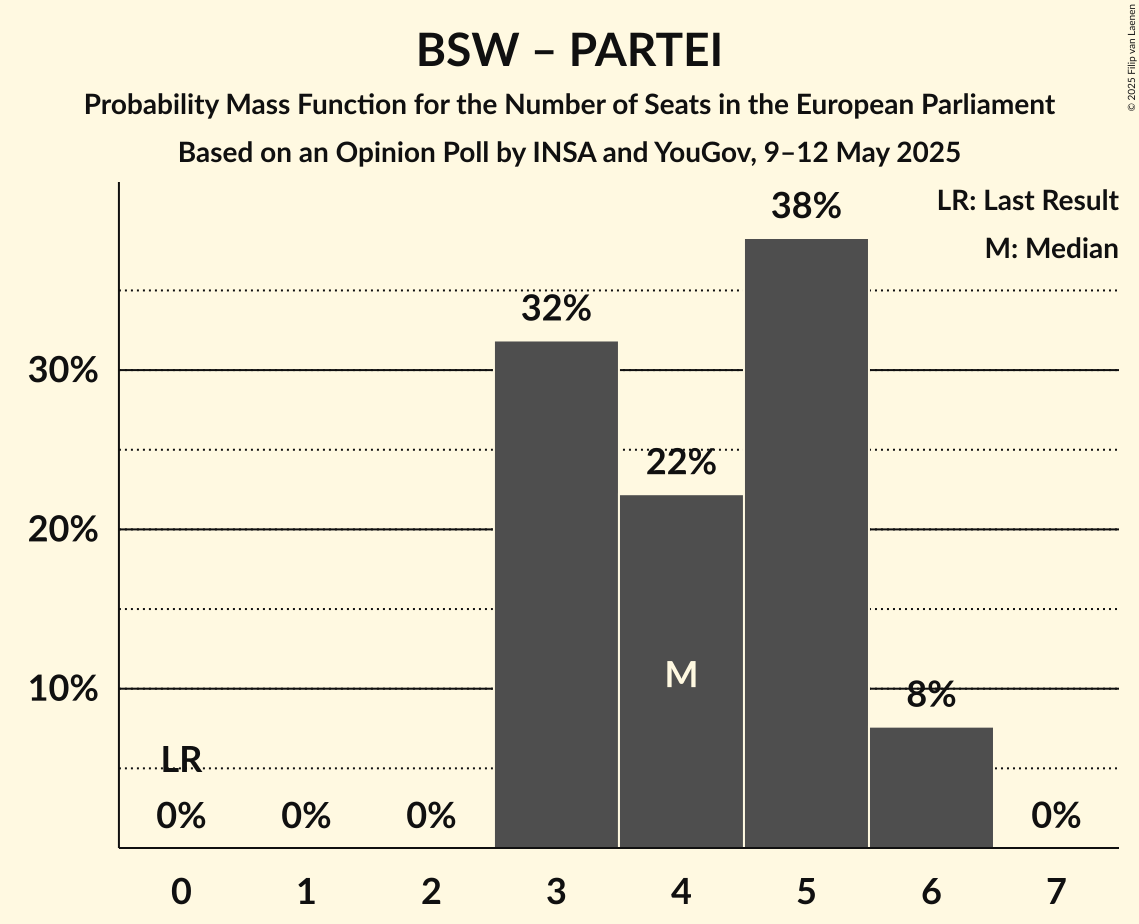 BSW – PARTEI
Probability Mass Function for the Number of Seats in the European Parliament
Based on an Opinion Poll by INSA and YouGov, 9–12 May 2025
© 2025 Filip van Laenen
LR: Last Result
M: Median
38%
32%
30%
22%
20%
M
10%
8%
LR
0%
0%
0%
0%
0
1
2
3
4
5
6
7